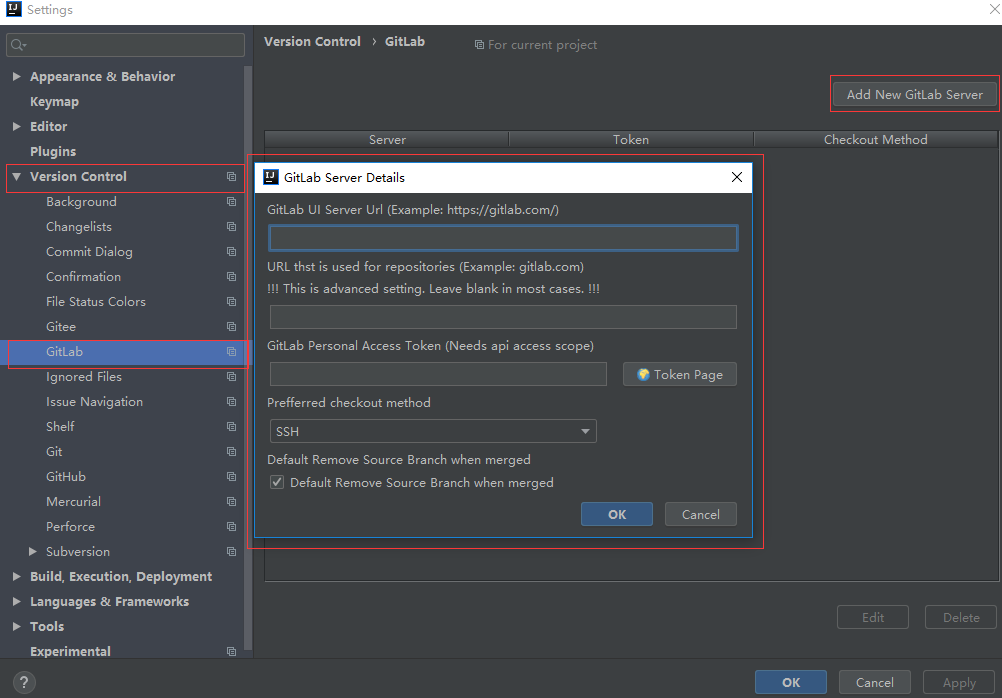 Settings
Version Control › GitLab
For current project
Appearance & Behavior
Keymap
Editor
Plugins
Version Control
Background
Changelists
Commit Dialog
Confirmation
File Status Colors
Gitee
GitLab
Ignored Files
Issue Navigation
Shelf
Git
GitHub
Mercurial
Perforce
Subversion
Build, Execution, Deployment
Languages & Frameworks
Tools
Experimental
Add New GitLab Server
Server Token Checkout Method
GitLab Server Details
GitLab UI Server Url (Example: https://gitlab.com/)
URL thst is used for repositories (Example: gitlab.com)
!!! This is advanced setting. Leave blank in most cases. !!!
GitLab Personal Access Token (Needs api access scope)
Token Page
Prefferred checkout method
SSH
Default Remove Source Branch when merged
Default Remove Source Branch when merged
OK Cancel
Edit Delete
? OK Cancel Apply